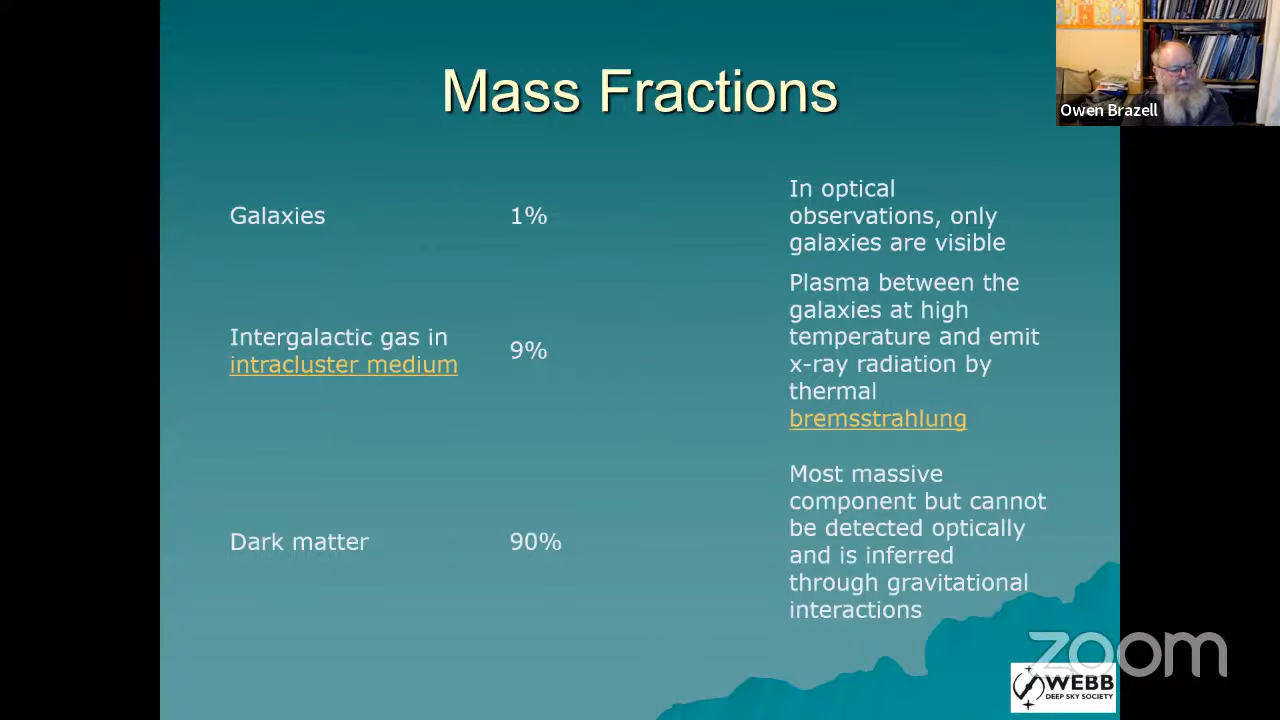 Mass Fractions
Owen Brazell
Galaxies
1%
In optical
observations, only
galaxies are visible
Intergalactic gas in
intracluster medium
9%
Plasma between the
galaxies at high
temperature and emit
x-ray radiation by
thermal
bremsstrahlung
Dark matter
90%
Most massive
component but cannot
be detected optically
and is inferred
through gravitational
interactions
zoom
WEBB
DEEP SKY SOCIETY